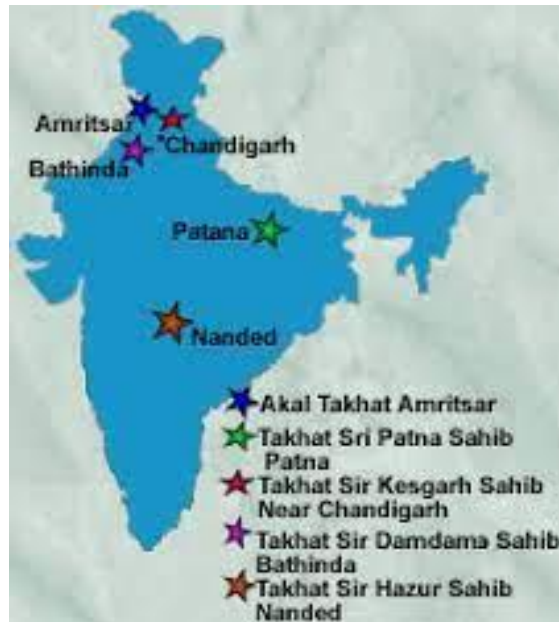 Amritsar
Chandigarh
Bathinda
Patana
Nanded
Akal Takhat Amritsar
Takhat Sri Patna Sahib
Patna
Takhat Sir Kesgarh Sahib
Near Chandigarh
Takhat Sir Damdama Sahib
Bathinda
Takhat Sir Hazur Sahib
Nanded